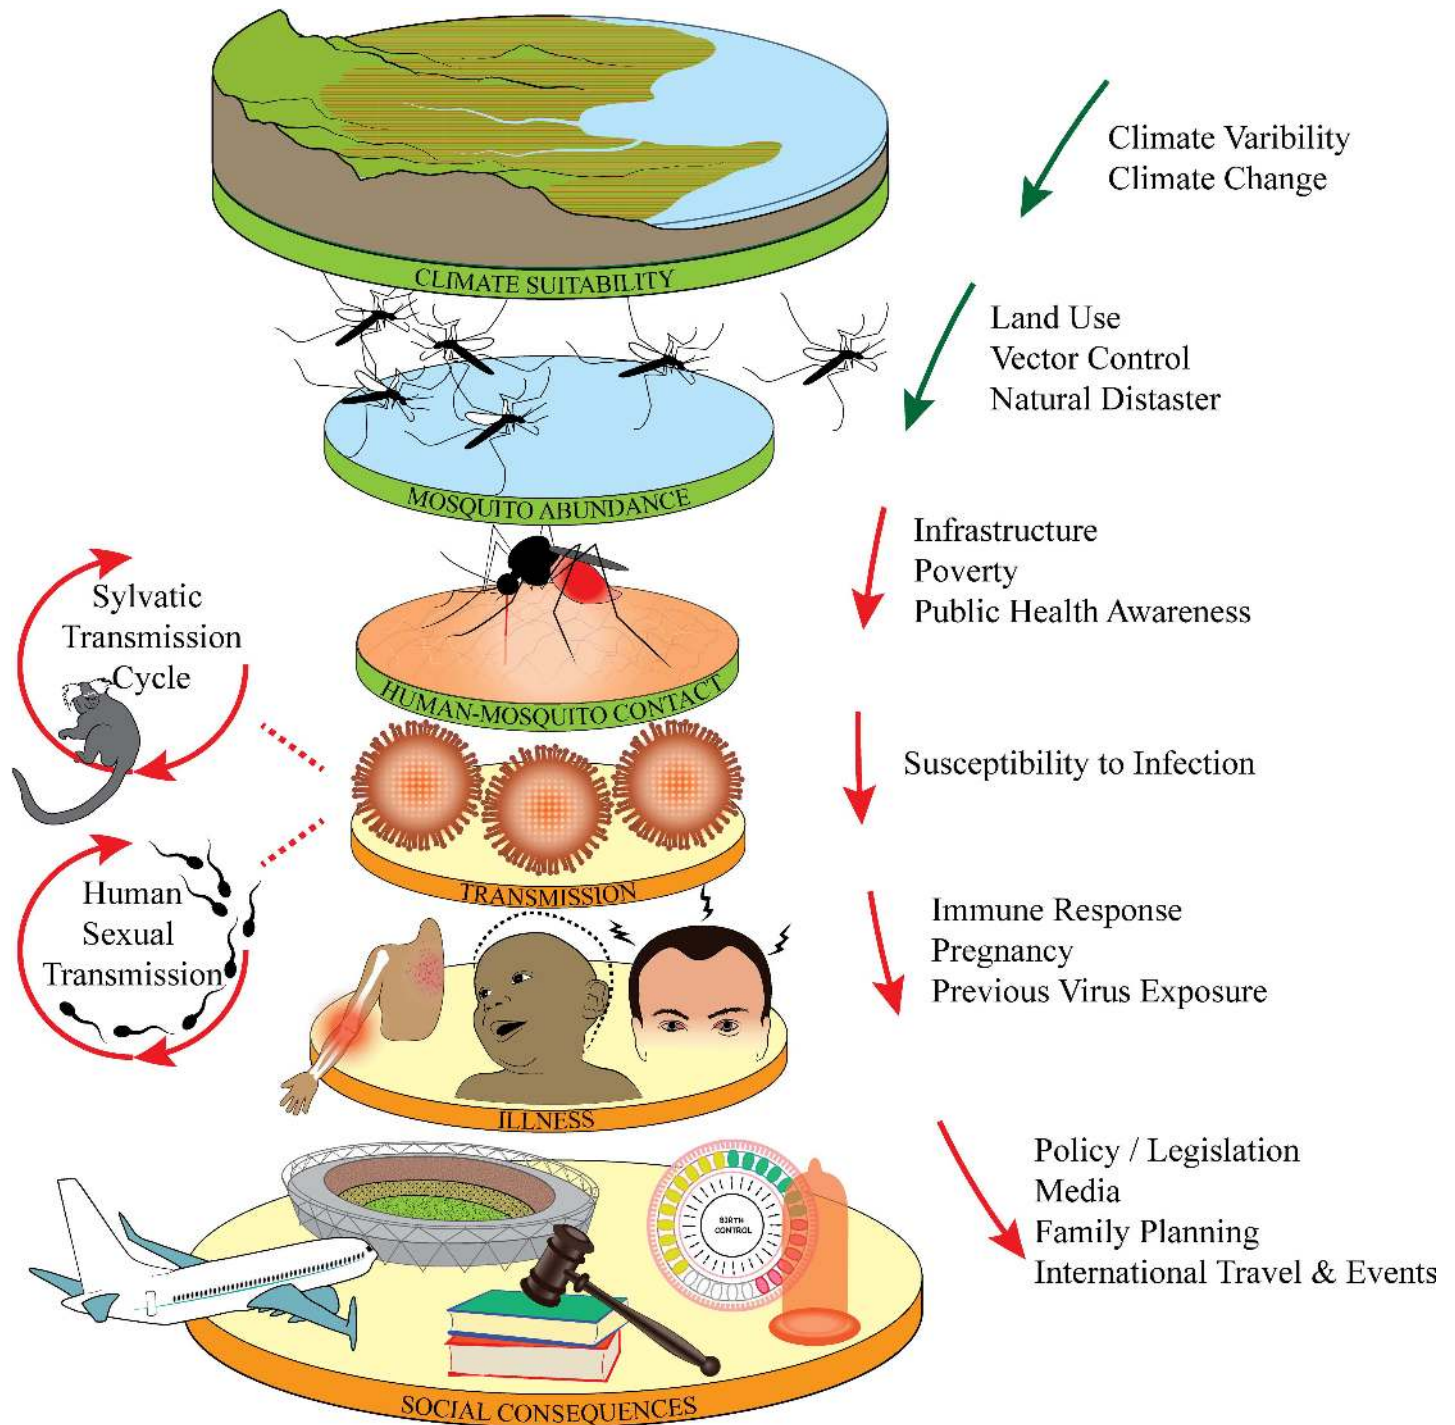 Climate Varibility
Climate Change
CLIMATE SUITABILITY
Land Use
Vector Control
Natural Distaster
MOSQUITO ABUNDANCE
Infrastructure
Poverty
Public Health Awareness
Sylvatic
Transmission
Cycle
HUMAN-MOSQUITO CONTACT
Susceptibility to Infection
TRANSMISSION
Human
Sexual
Transmission
Immune Response
Pregnancy
Previous Virus Exposure
ILLNESS
Policy / Legislation
Media
Family Planning
International Travel & Events
BIRTH
CONTROL
SOCIAL CONSEQUENCES